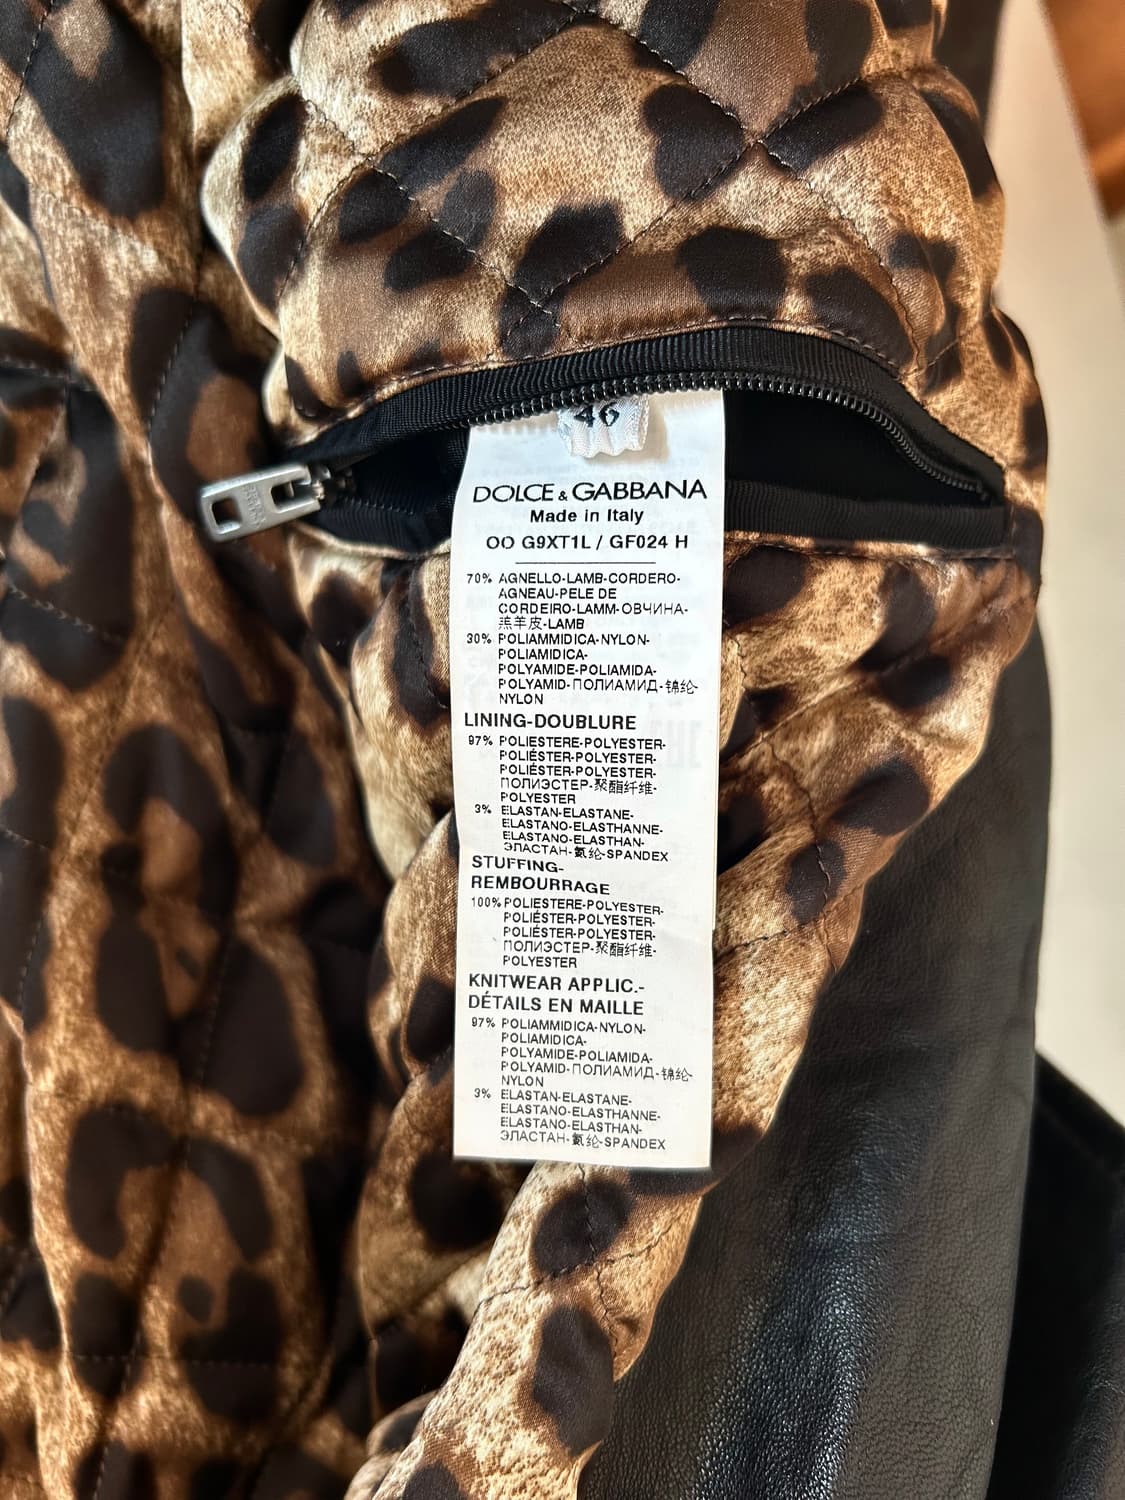 46
DOLCE & GABBANA
Made in Italy
OO G9XT1L / GF024 H
70% AGNELLO-LAMB-CORDERO-
AGNEAU-PELE DE
CORDEIRO-LAMM-ОВЧИНА-
羔羊皮-LAMB
30% POLIAMMIDICA-NYLON-
POLIAMIDICA-
POLYAMIDE-POLIAMIDA-
POLYAMID-ПОЛИАМИД-锦纶-
NYLON
LINING-DOUBLURE
97% POLIESTERE-POLYESTER-
POLIÉSTER-POLYESTER-
POLIÉSTER-POLYESTER-
ПОЛИЭСТЕР-聚酯纤维-
POLYESTER
3% ELASTAN-ELASTANE-
ELASTANO-ELASTHANNE-
ELASTANO-ELASTHAN-
ЭЛАСТАН-氨纶-SPANDEX
STUFFING-
REMBOURRAGE
100% POLIESTERE-POLYESTER-
POLIÉSTER-POLYESTER-
POLIÉSTER-POLYESTER-
ПОЛИЭСТЕР-聚酯纤维-
POLYESTER
KNITWEAR APPLIC.-
DÉTAILS EN MAILLE
97% POLIAMMIDICA-NYLON-
POLIAMIDICA-
POLYAMIDE-POLIAMIDA-
POLYAMID-ПОЛИАМИД-锦纶-
NYLON
3% ELASTAN-ELASTANE-
ELASTANO-ELASTHANNE-
ELASTANO-ELASTHAN-
ЭЛАСТАН-氨纶-SPANDEX